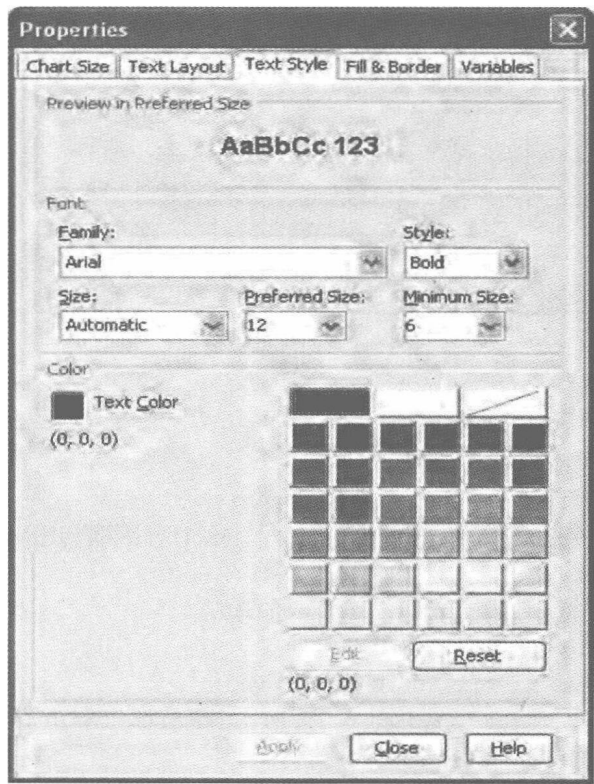 Properties
Chart Size Text Layout Text Style Fill & Border Variables
Preview in Preferred Size
AaBbCc 123
Font
Family: Style:
Arial Bold
Size: Preferred Size: Minimum Size:
Automatic 12 6
Color
Text Color
(0, 0, 0)
Edit Reset
(0, 0, 0)
Apply Close Help